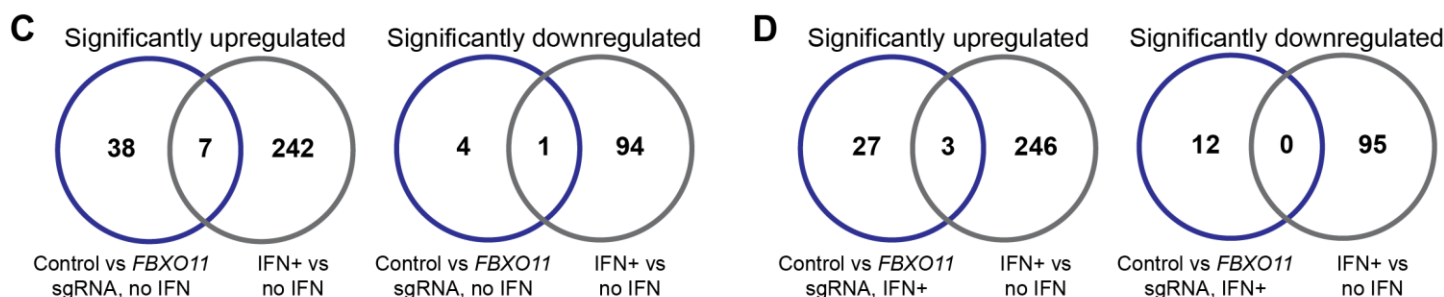 C
Significantly upregulated
Significantly downregulated
38 7 242
4 1 94
Control vs FBXO11
sgRNA, no IFN
IFN+ vs
no IFN
Control vs FBXO11
sgRNA, no IFN
IFN+ vs
no IFN
D
Significantly upregulated
Significantly downregulated
27 3 246
12 0 95
Control vs FBXO11
sgRNA, IFN+
IFN+ vs
no IFN
Control vs FBXO11
sgRNA, IFN+
IFN+ vs
no IFN